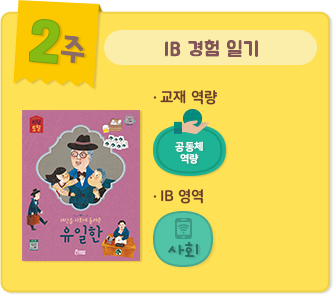 2주
IB 경험 일기
· 교재 역량
공동체
역량
유일한
· IB 영역
사회